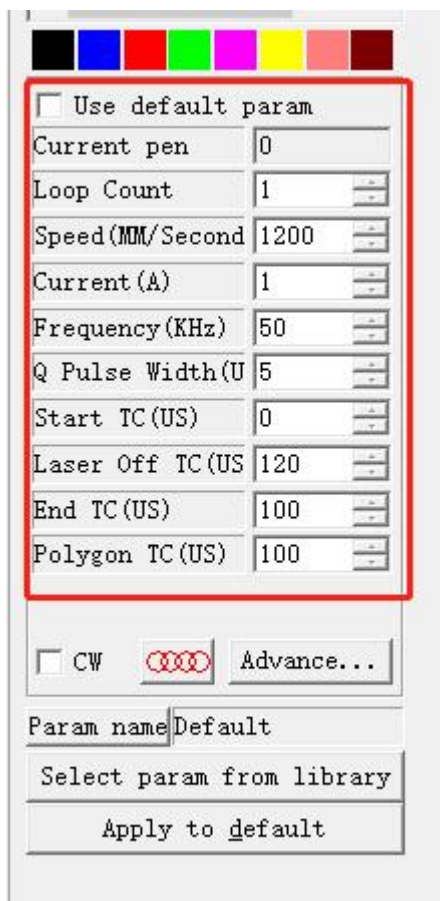 Use default param
Current pen 0
Loop Count 1
Speed(MM/Second 1200
Current(A) 1
Frequency(KHz) 50
Q Pulse Width(U 5
Start TC(US) 0
Laser Off TC(US 120
End TC(US) 100
Polygon TC(US) 100
CW Advance...
Param name Default
Select param from library
Apply to default